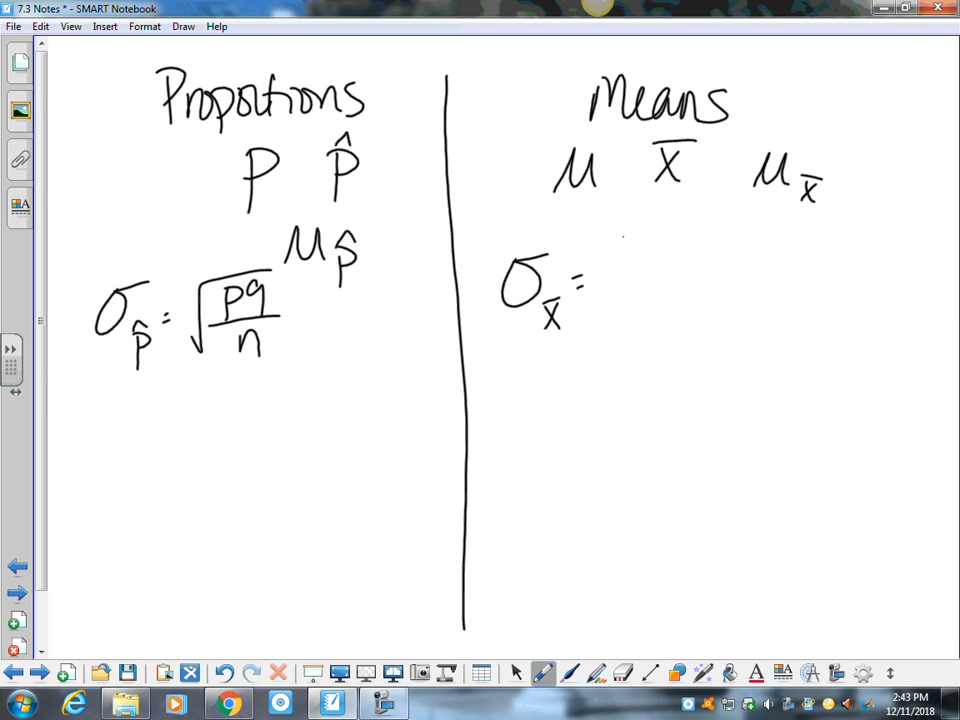 7.3 Notes * - SMART Notebook
File Edit View Insert Format Draw Help
Proportions
p p̂
μp̂
σp̂ = √(pq/n)
Means
μ x̄ μx̄
σx̄ =
2:43 PM
12/11/2018